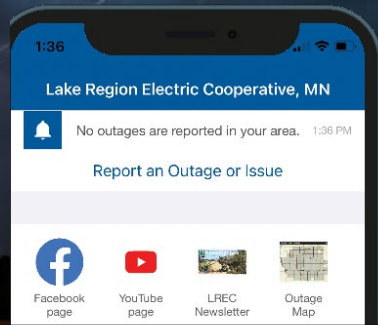 1:36
Lake Region Electric Cooperative, MN
No outages are reported in your area. 1:36 PM
Report an Outage or Issue
Facebook page
YouTube page
LREC Newsletter
Outage Map